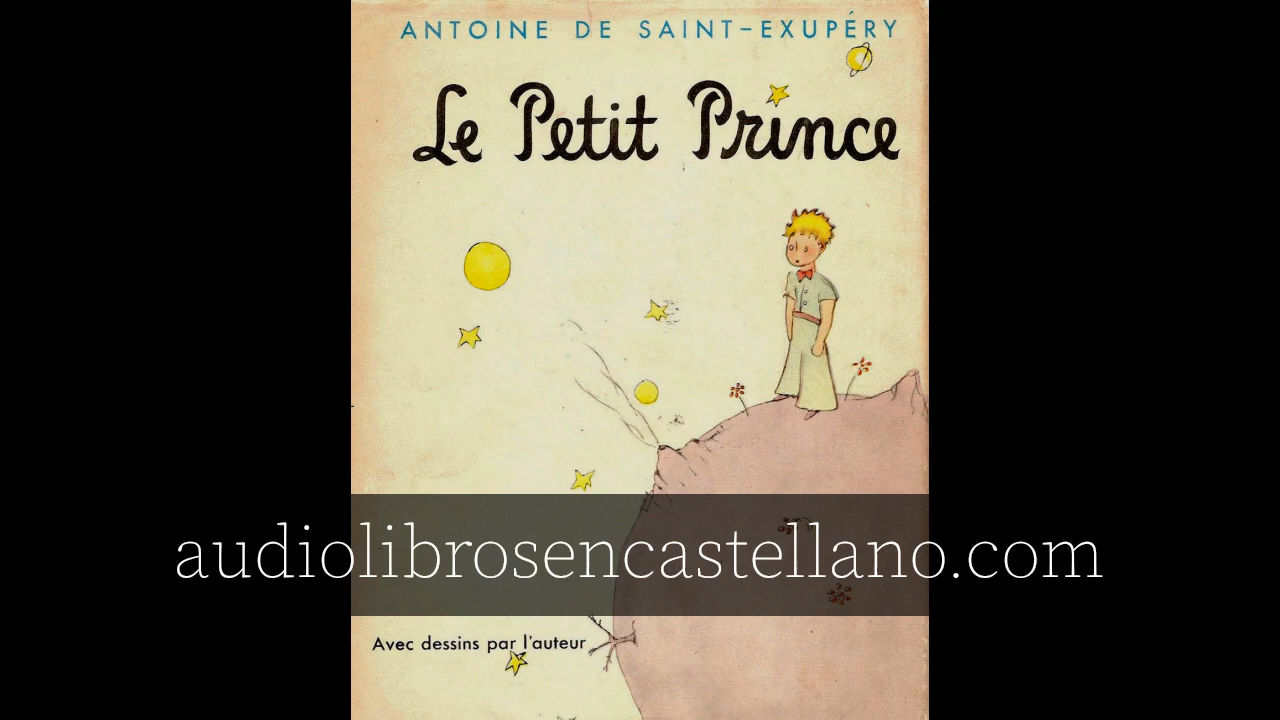 ANTOINE DE SAINT-EXUPÉRY
Le Petit Prince
audiolibrosencastellano.com
Avec dessins par l'auteur